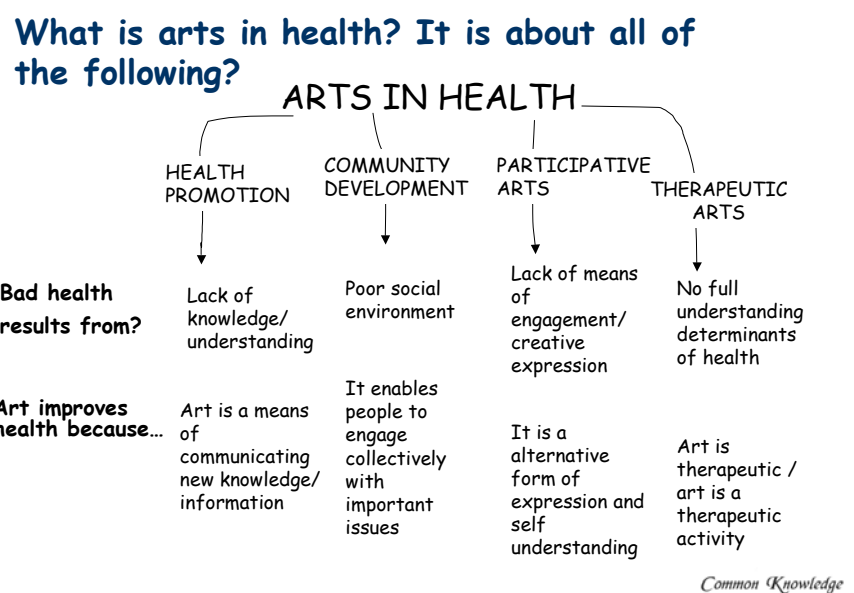 What is arts in health? It is about all of
the following?
ARTS IN HEALTH
HEALTH
PROMOTION
COMMUNITY
DEVELOPMENT
PARTICIPATIVE
ARTS
THERAPEUTIC
ARTS
Bad health
results from?
Lack of
knowledge/
understanding
Poor social
environment
Lack of means
of
engagement/
creative
expression
No full
understanding
determinants
of health
Art improves
health because…
Art is a means
of
communicating
new knowledge/
information
It enables
people to
engage
collectively
with
important
issues
It is a
alternative
form of
expression and
self
understanding
Art is
therapeutic /
art is a
therapeutic
activity
Common Knowledge